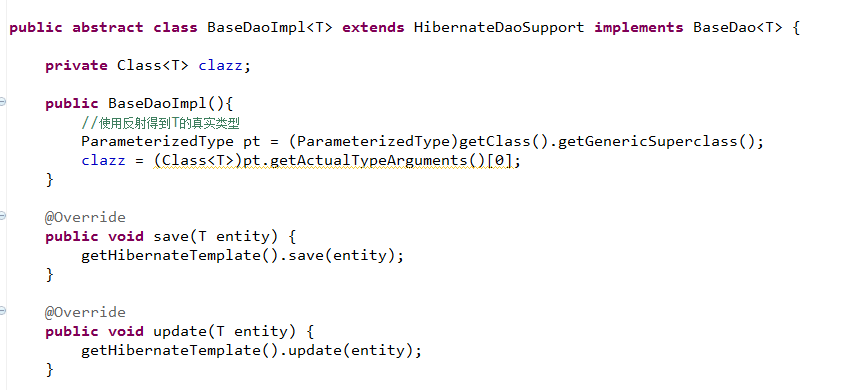 public abstract class BaseDaoImpl<T> extends HibernateDaoSupport implements BaseDao<T> {
private Class<T> clazz;
public BaseDaoImpl(){
//使用反射得到T的真实类型
ParameterizedType pt = (ParameterizedType)getClass().getGenericSuperclass();
clazz = (Class<T>)pt.getActualTypeArguments()[0];
}
@Override
public void save(T entity) {
getHibernateTemplate().save(entity);
}
@Override
public void update(T entity) {
getHibernateTemplate().update(entity);
}